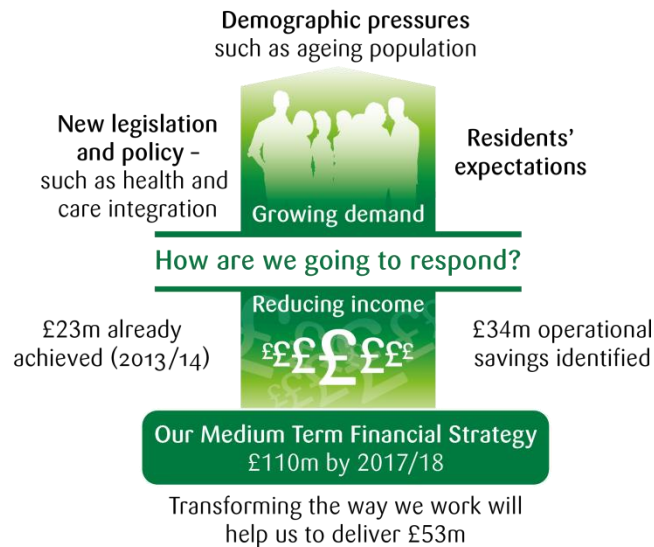 Demographic pressures
such as ageing population
New legislation
and policy –
such as health and
care integration
Residents’
expectations
Growing demand
How are we going to respond?
Reducing income
£23m already
achieved (2013/14)
£££££££
£34m operational
savings identified
Our Medium Term Financial Strategy
£110m by 2017/18
Transforming the way we work will
help us to deliver £53m